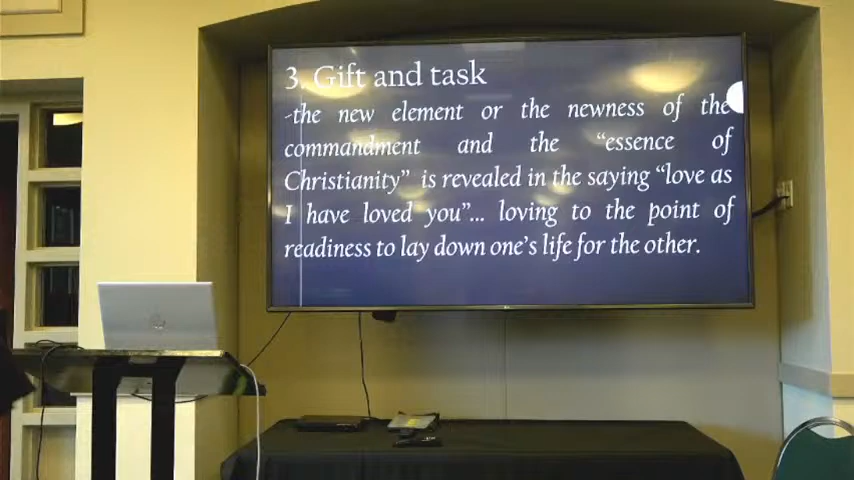 3. Gift and task
-the new element or the newness of the
commandment and the “essence of
Christianity” is revealed in the saying “love as
I have loved you”... loving to the point of
readiness to lay down one’s life for the other.